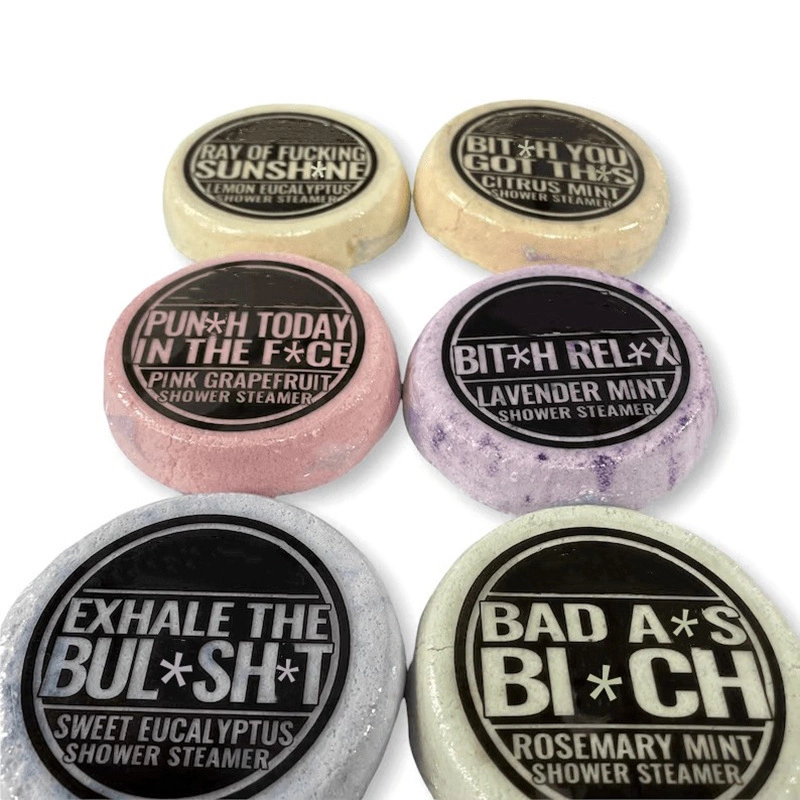 RAY OF FUCKING
SUNSH*NE
LEMON EUCALYPTUS
SHOWER STEAMER
BIT*H YOU
GOT TH*S
CITRUS MINT
SHOWER STEAMER
PUN*H TODAY
IN THE F*CE
PINK GRAPEFRUIT
SHOWER STEAMER
BIT*H REL*X
LAVENDER MINT
SHOWER STEAMER
EXHALE THE
BUL*SH*T
SWEET EUCALYPTUS
SHOWER STEAMER
BAD A*S
BI*CH
ROSEMARY MINT
SHOWER STEAMER